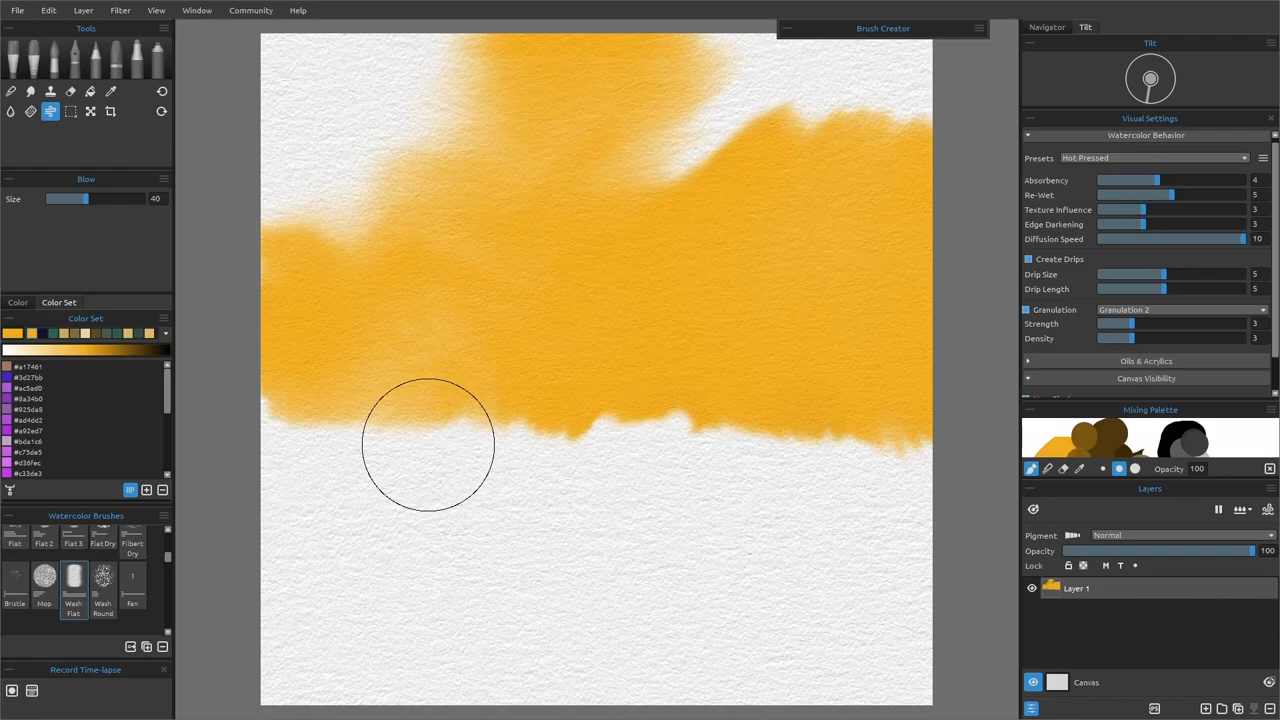 File Edit Layer Filter View Window Community Help
Tools
Brush Creator
Navigator Tilt
Tilt
Visual Settings
Watercolor Behavior
Presets Hot Pressed
Absorbency 4
Re-Wet 5
Texture Influence 3
Edge Darkening 3
Diffusion Speed 10
Create Drips
Drip Size 5
Drip Length 5
Granulation Granulation 2
Strength 3
Density 3
Oils & Acrylics
Canvas Visibility
Mixing Palette
Opacity 100
Layers
Pigment Normal
Opacity 100
Lock M T
Layer 1
Canvas
PS
Blow
Size 40
Color Color Set
Color Set
#a17461
#3d27bb
#ac5ad0
#8a34b0
#925da8
#ad4dd2
#a92ed7
#bda1c6
#c75de5
#d36fec
#c33de3
Watercolor Brushes
Flat Flat 2 Flat 3 Flat Dry Filbert Dry
Bristle Mop Wash Flat Wash Round Fan
Record Time-lapse